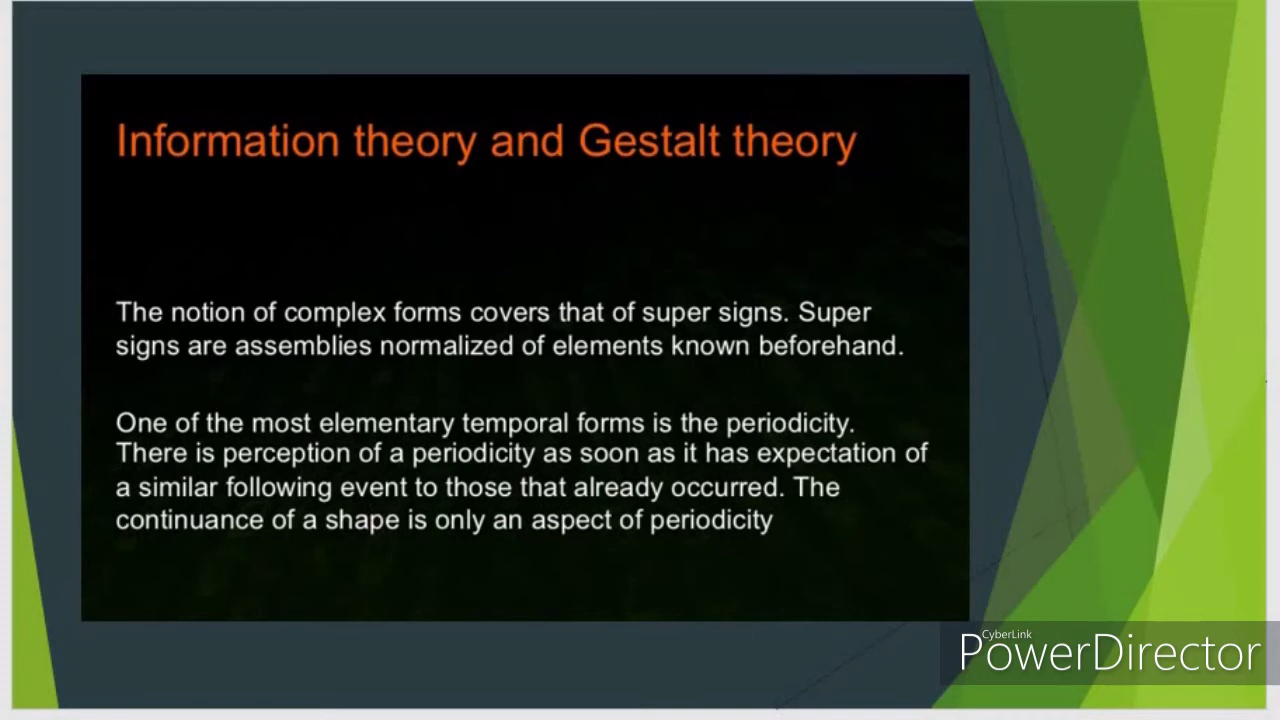 Information theory and Gestalt theory
The notion of complex forms covers that of super signs. Super
signs are assemblies normalized of elements known beforehand.
One of the most elementary temporal forms is the periodicity.
There is perception of a periodicity as soon as it has expectation of
a similar following event to those that already occurred. The
continuance of a shape is only an aspect of periodicity
CyberLink
PowerDirector